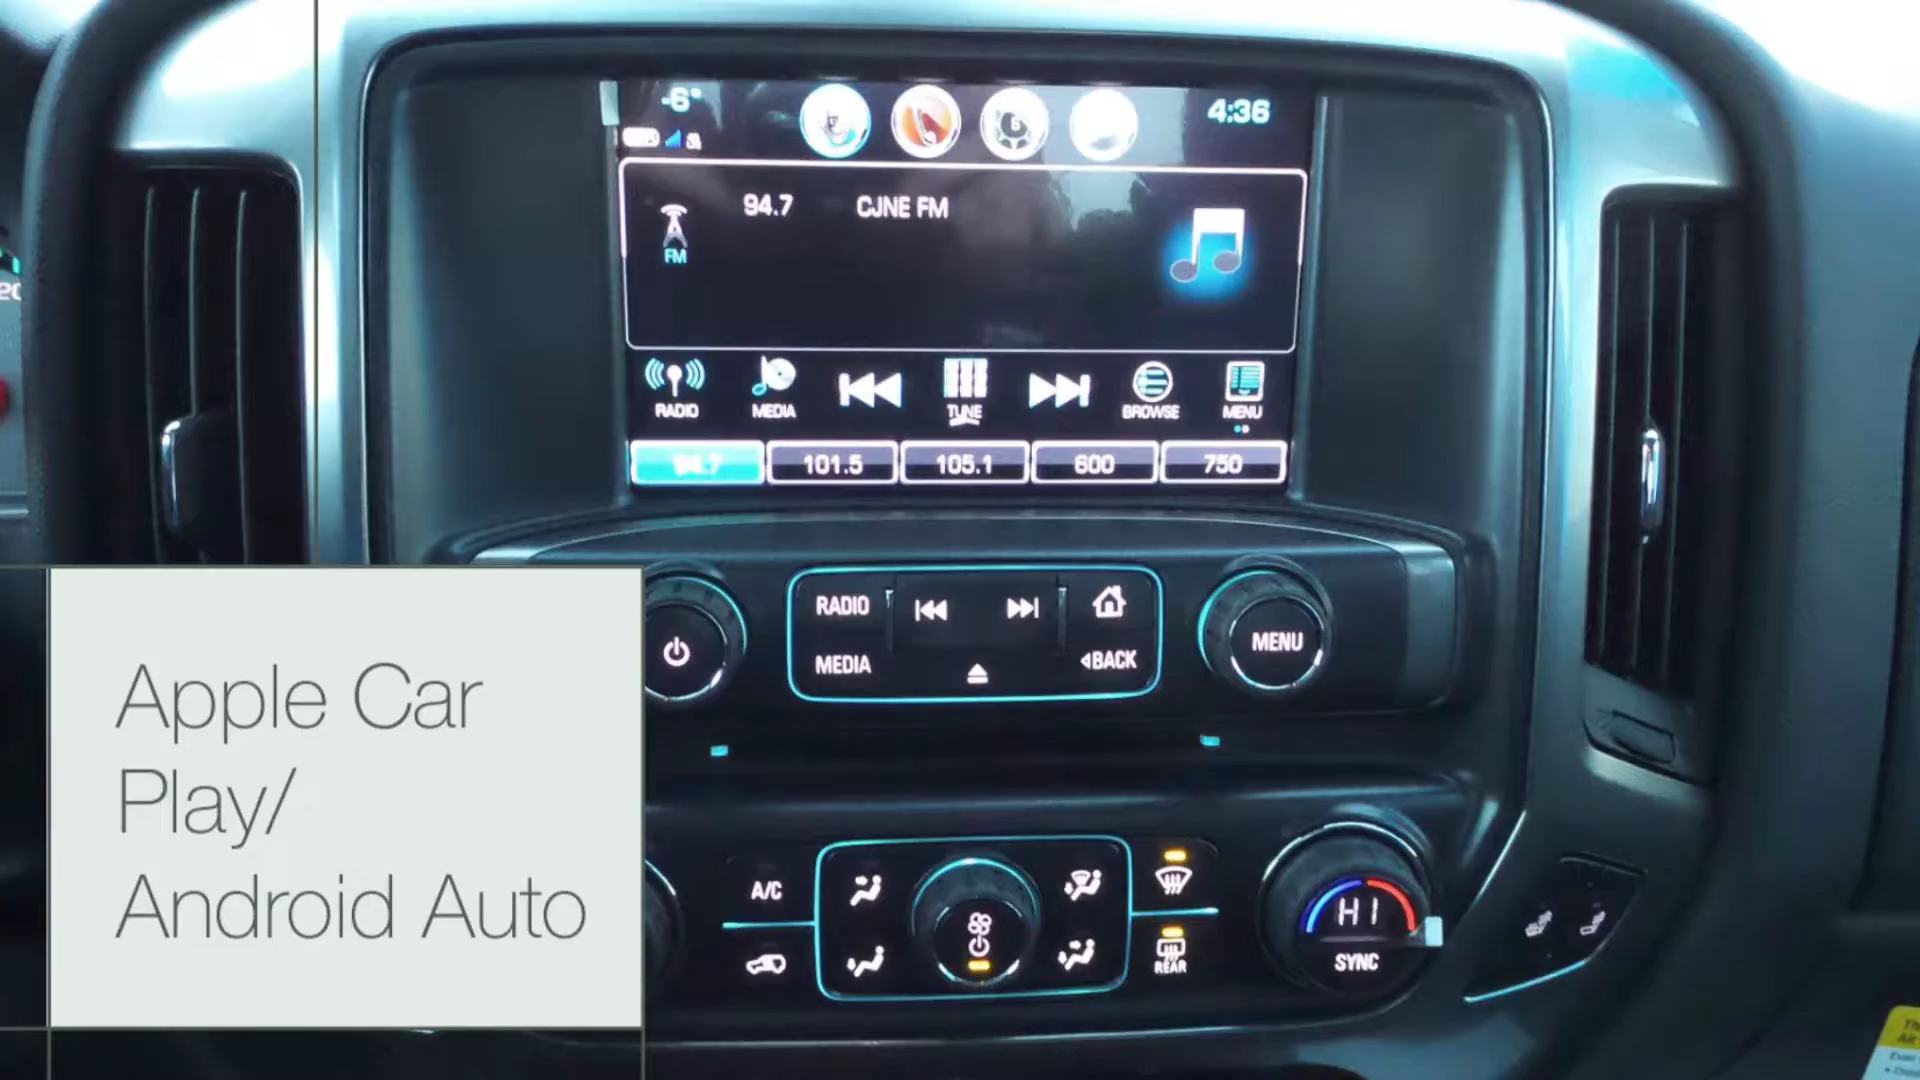 -6° 4:36
94.7 CJNE FM
FM
RADIO MEDIA TUNE BROWSE MENU
94.7 101.5 105.1 600 750
RADIO
MEDIA
◁BACK
MENU
Apple Car
Play/
Android Auto
A/C
REAR
HI
SYNC